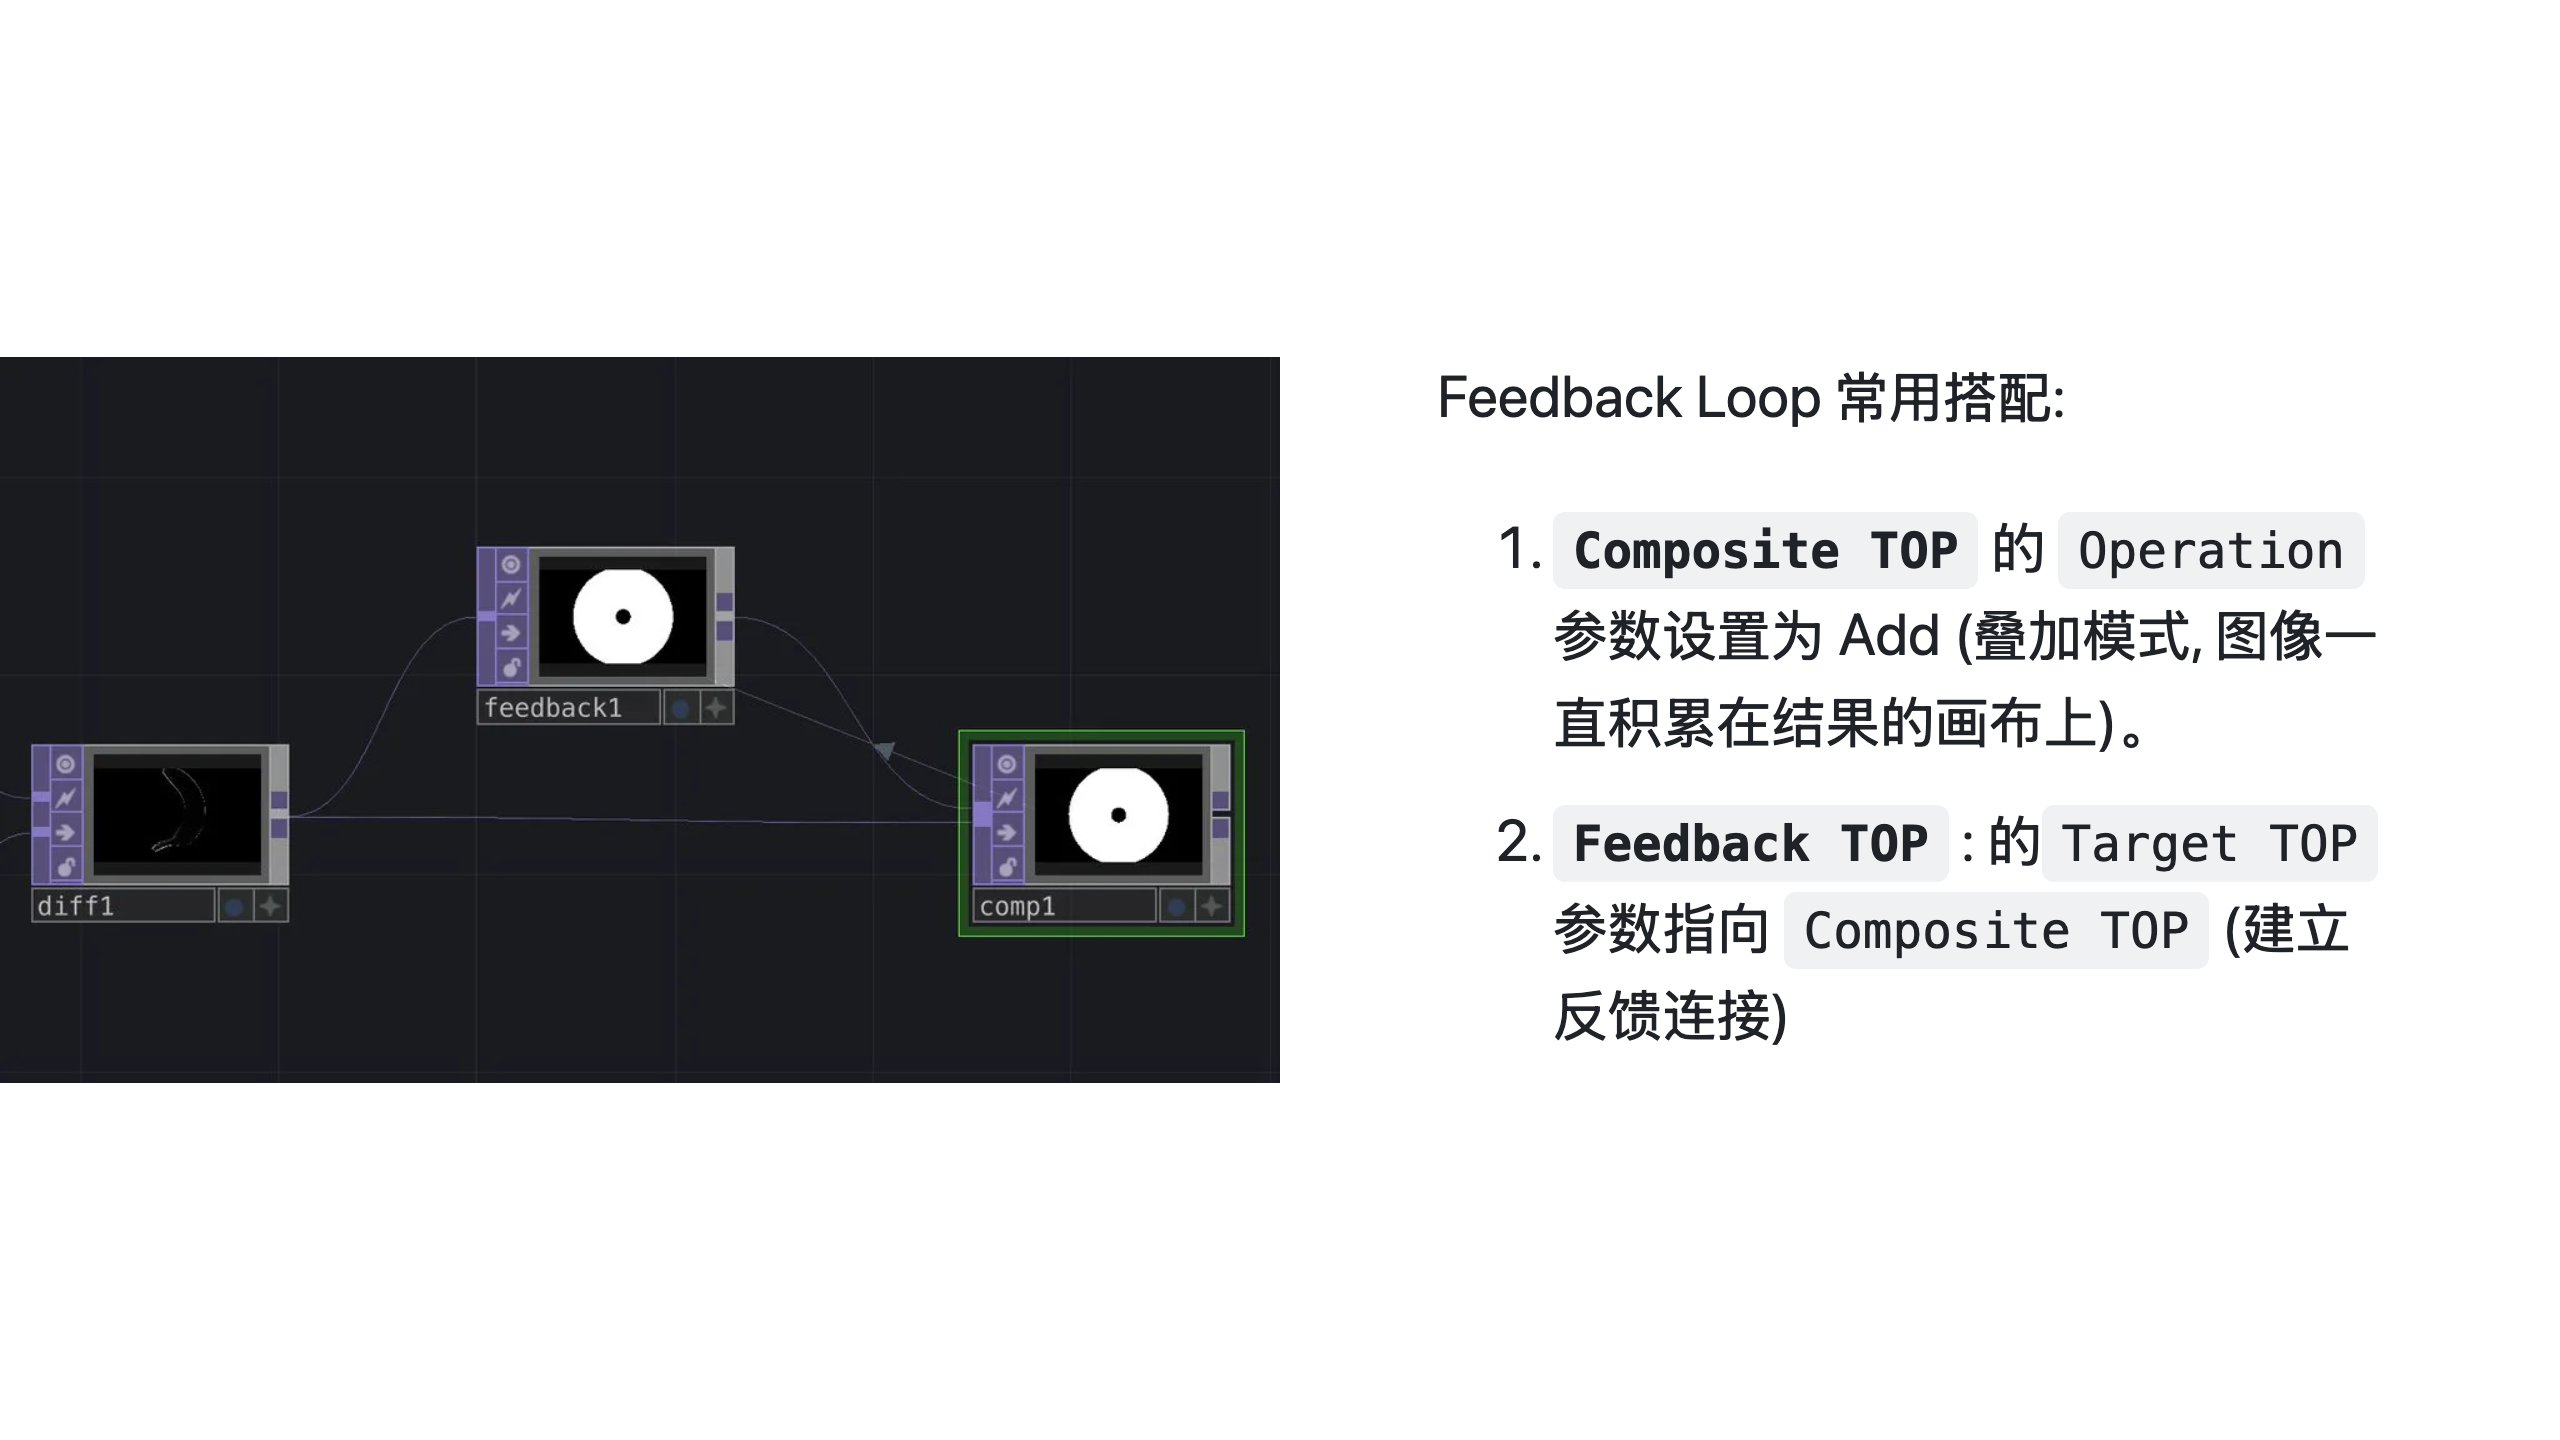 feedback1
diff1
comp1
Feedback Loop 常用搭配:
1. Composite TOP 的 Operation
参数设置为 Add (叠加模式, 图像一
直积累在结果的画布上)。
2. Feedback TOP : 的 Target TOP
参数指向 Composite TOP (建立
反馈连接)